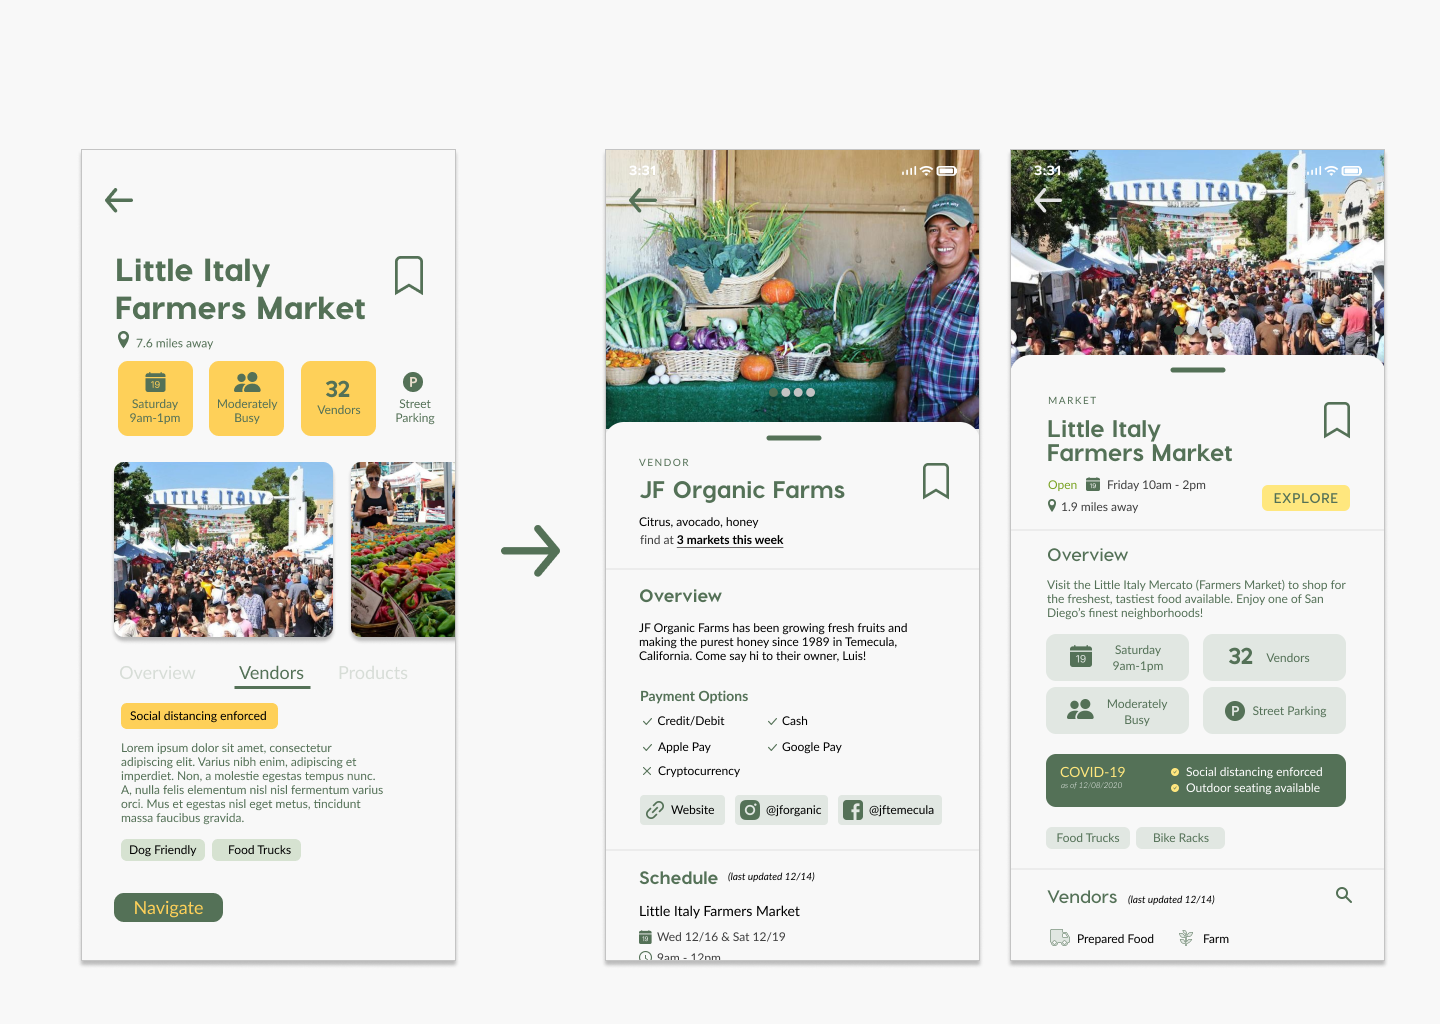 Little Italy
Farmers Market
7.6 miles away
19
Saturday
9am-1pm
Moderately
Busy
32
Vendors
P
Street
Parking
LITTLE ITALY
Overview
Vendors
Products
Social distancing enforced
Lorem ipsum dolor sit amet, consectetur
adipiscing elit. Varius nibh enim, adipiscing et
imperdiet. Non, a molestie egestas tempus nunc.
A, nulla felis elementum nisl nisl fermentum varius
orci. Mus et egestas nisl eget metus, tincidunt
massa faucibus gravida.
Dog Friendly
Food Trucks
Navigate
3:31
VENDOR
JF Organic Farms
Citrus, avocado, honey
find at 3 markets this week
Overview
JF Organic Farms has been growing fresh fruits and
making the purest honey since 1989 in Temecula,
California. Come say hi to their owner, Luis!
Payment Options
Credit/Debit
Cash
Apple Pay
Google Pay
Cryptocurrency
Website
@jforganic
@jftemecula
Schedule (last updated 12/14)
Little Italy Farmers Market
19 Wed 12/16 & Sat 12/19
9am - 12pm
3:31
LITTLE ITALY
SAN DIEGO
MARKET
Little Italy
Farmers Market
Open 19 Friday 10am - 2pm
1.9 miles away
EXPLORE
Overview
Visit the Little Italy Mercato (Farmers Market) to shop for
the freshest, tastiest food available. Enjoy one of San
Diego's finest neighborhoods!
19
Saturday
9am-1pm
32 Vendors
Moderately
Busy
P Street Parking
COVID-19
as of 12/08/2020
Social distancing enforced
Outdoor seating available
Food Trucks
Bike Racks
Vendors (last updated 12/14)
Prepared Food
Farm